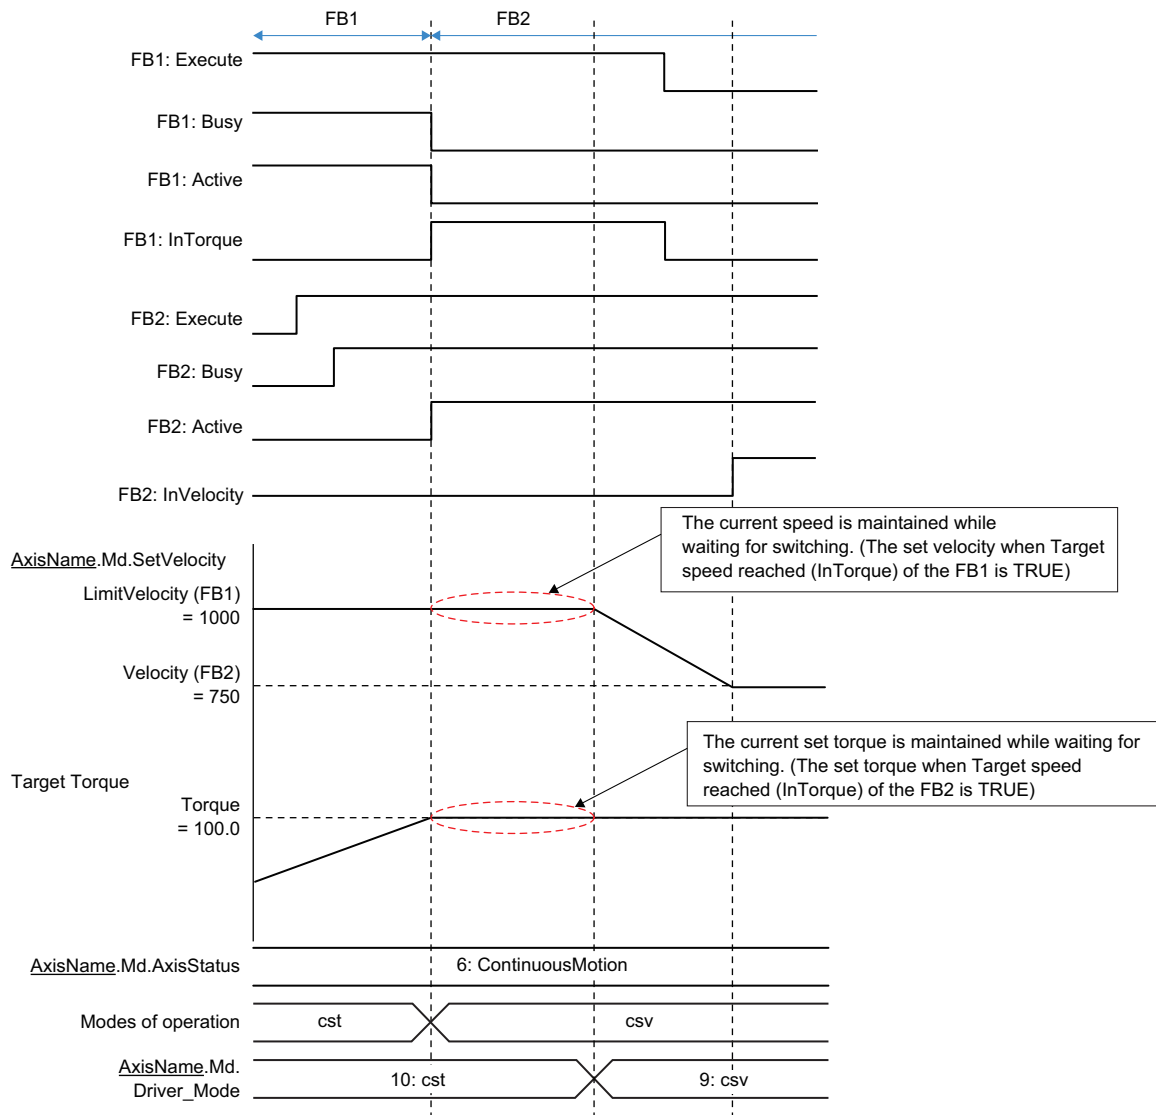 FB1
FB2
FB1: Execute
FB1: Busy
FB1: Active
FB1: InTorque
FB2: Execute
FB2: Busy
FB2: Active
FB2: InVelocity
The current speed is maintained while
waiting for switching. (The set velocity when Target
speed reached (InTorque) of the FB1 is TRUE)
AxisName.Md.SetVelocity
LimitVelocity (FB1)
= 1000
Velocity (FB2)
= 750
The current set torque is maintained while waiting for
switching. (The set torque when Target speed
reached (InTorque) of the FB2 is TRUE)
Target Torque
Torque
= 100.0
AxisName.Md.AxisStatus
6: ContinuousMotion
Modes of operation
cst
csv
AxisName.Md.
Driver_Mode
10: cst
9: csv